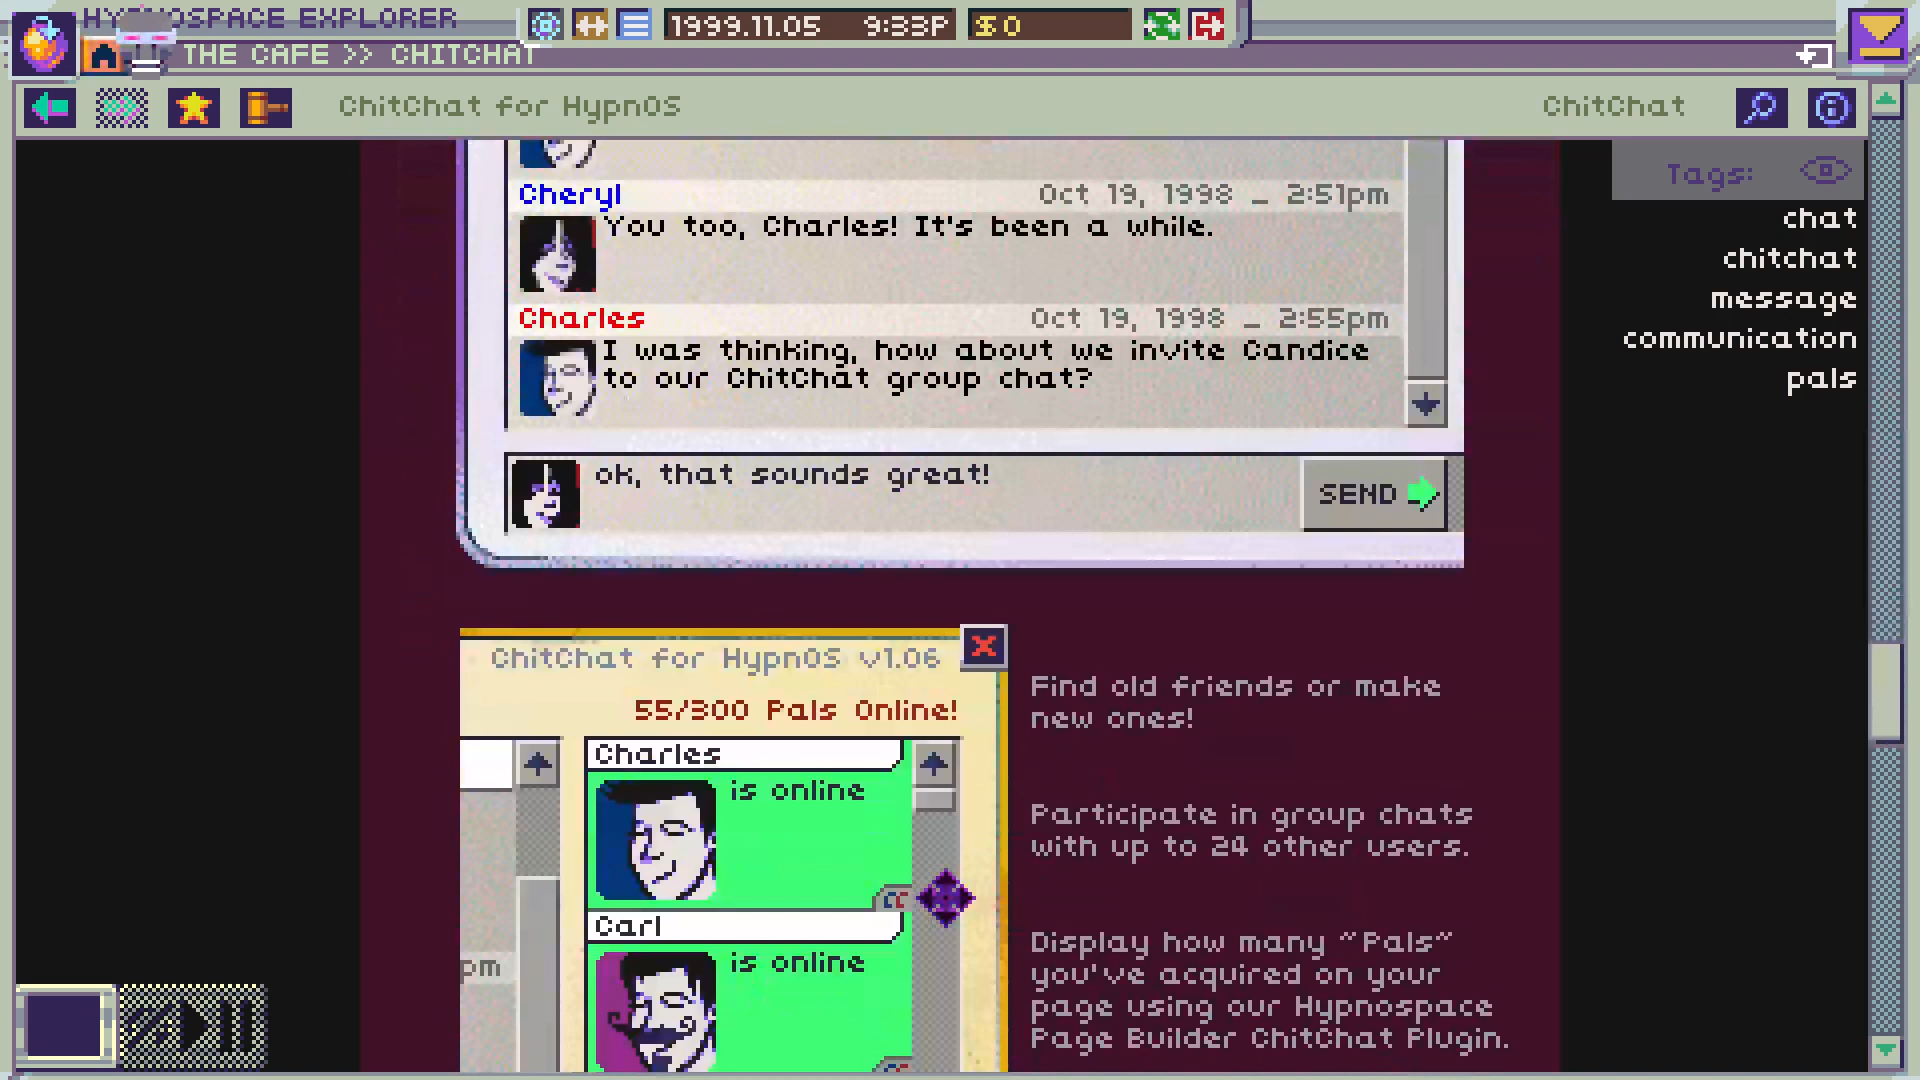 HYPNOSPACE EXPLORER
1999.11.05 9:33P
0
THE CAFE >> CHITCHAT
ChitChat for HypnOS
ChitChat
Tags:
chat
chitchat
message
communication
pals
Cheryl Oct 19, 1998 _ 2:51pm
You too, Charles! It's been a while.
Charles Oct 19, 1998 _ 2:55pm
I was thinking, how about we invite Candice
to our ChitChat group chat?
ok, that sounds great!
SEND
ChitChat for HypnOS v1.06
55/300 Pals Online!
Charles
is online
CC
Carl
is online
CC
pm
Find old friends or make
new ones!
Participate in group chats
with up to 24 other users.
Display how many "Pals"
you've acquired on your
page using our Hypnospace
Page Builder ChitChat Plugin.